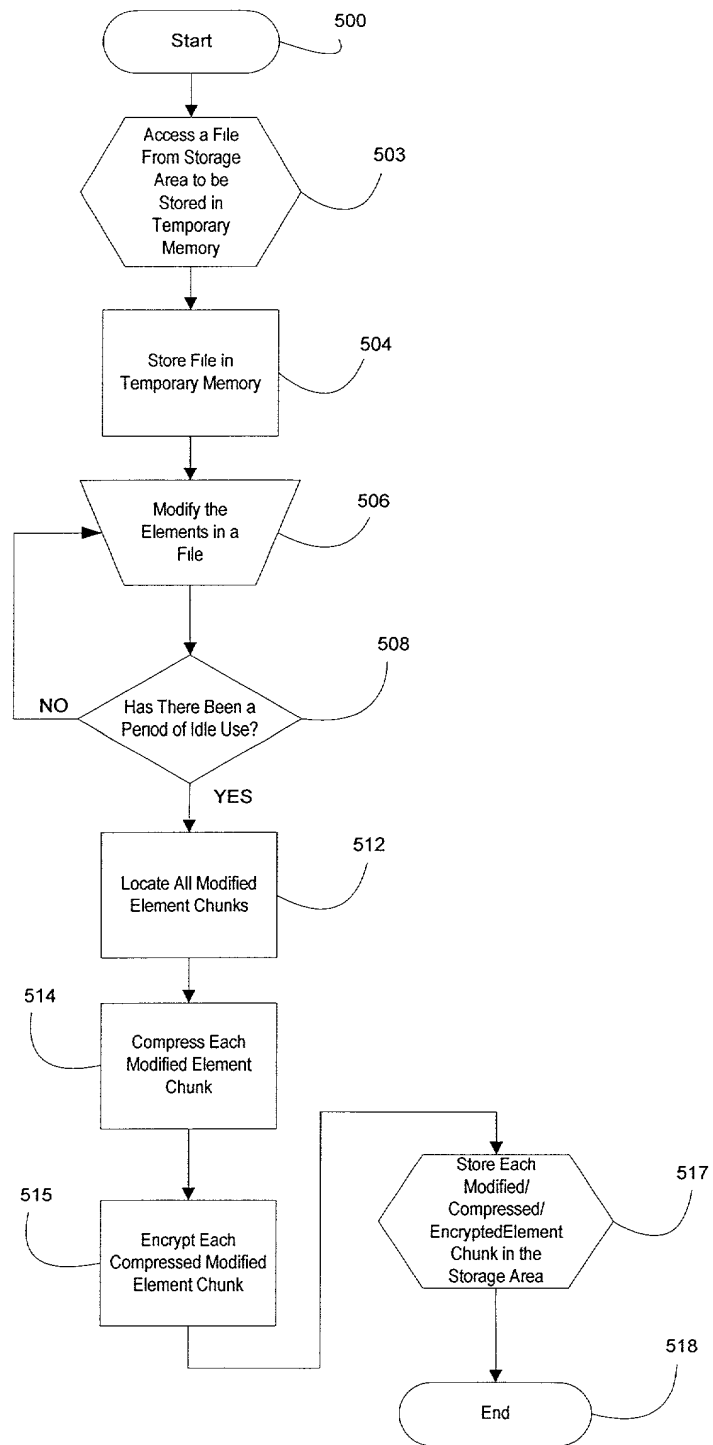 Start
500
Access a File
From Storage
Area to be
Stored in
Temporary
Memory
503
Store File in
Temporary Memory
504
Modify the
Elements in a
File
506
Has There Been a
Period of Idle Use?
508
NO
YES
Locate All Modified
Element Chunks
512
514
Compress Each
Modified Element
Chunk
515
Encrypt Each
Compressed Modified
Element Chunk
Store Each
Modified/
Compressed/
EncryptedElement
Chunk in the
Storage Area
517
End
518